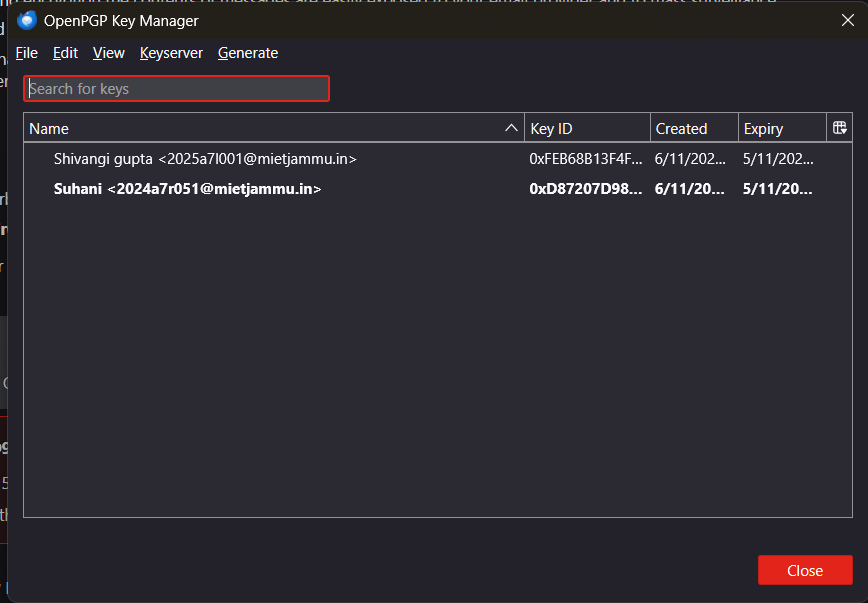 OpenPGP Key Manager
File Edit View Keyserver Generate
Search for keys
Name Key ID Created Expiry
Shivangi gupta <2025a7l001@mietjammu.in> 0xFEB68B13F4F... 6/11/202... 5/11/202...
Suhani <2024a7r051@mietjammu.in> 0xD87207D98... 6/11/20... 5/11/20...
Close